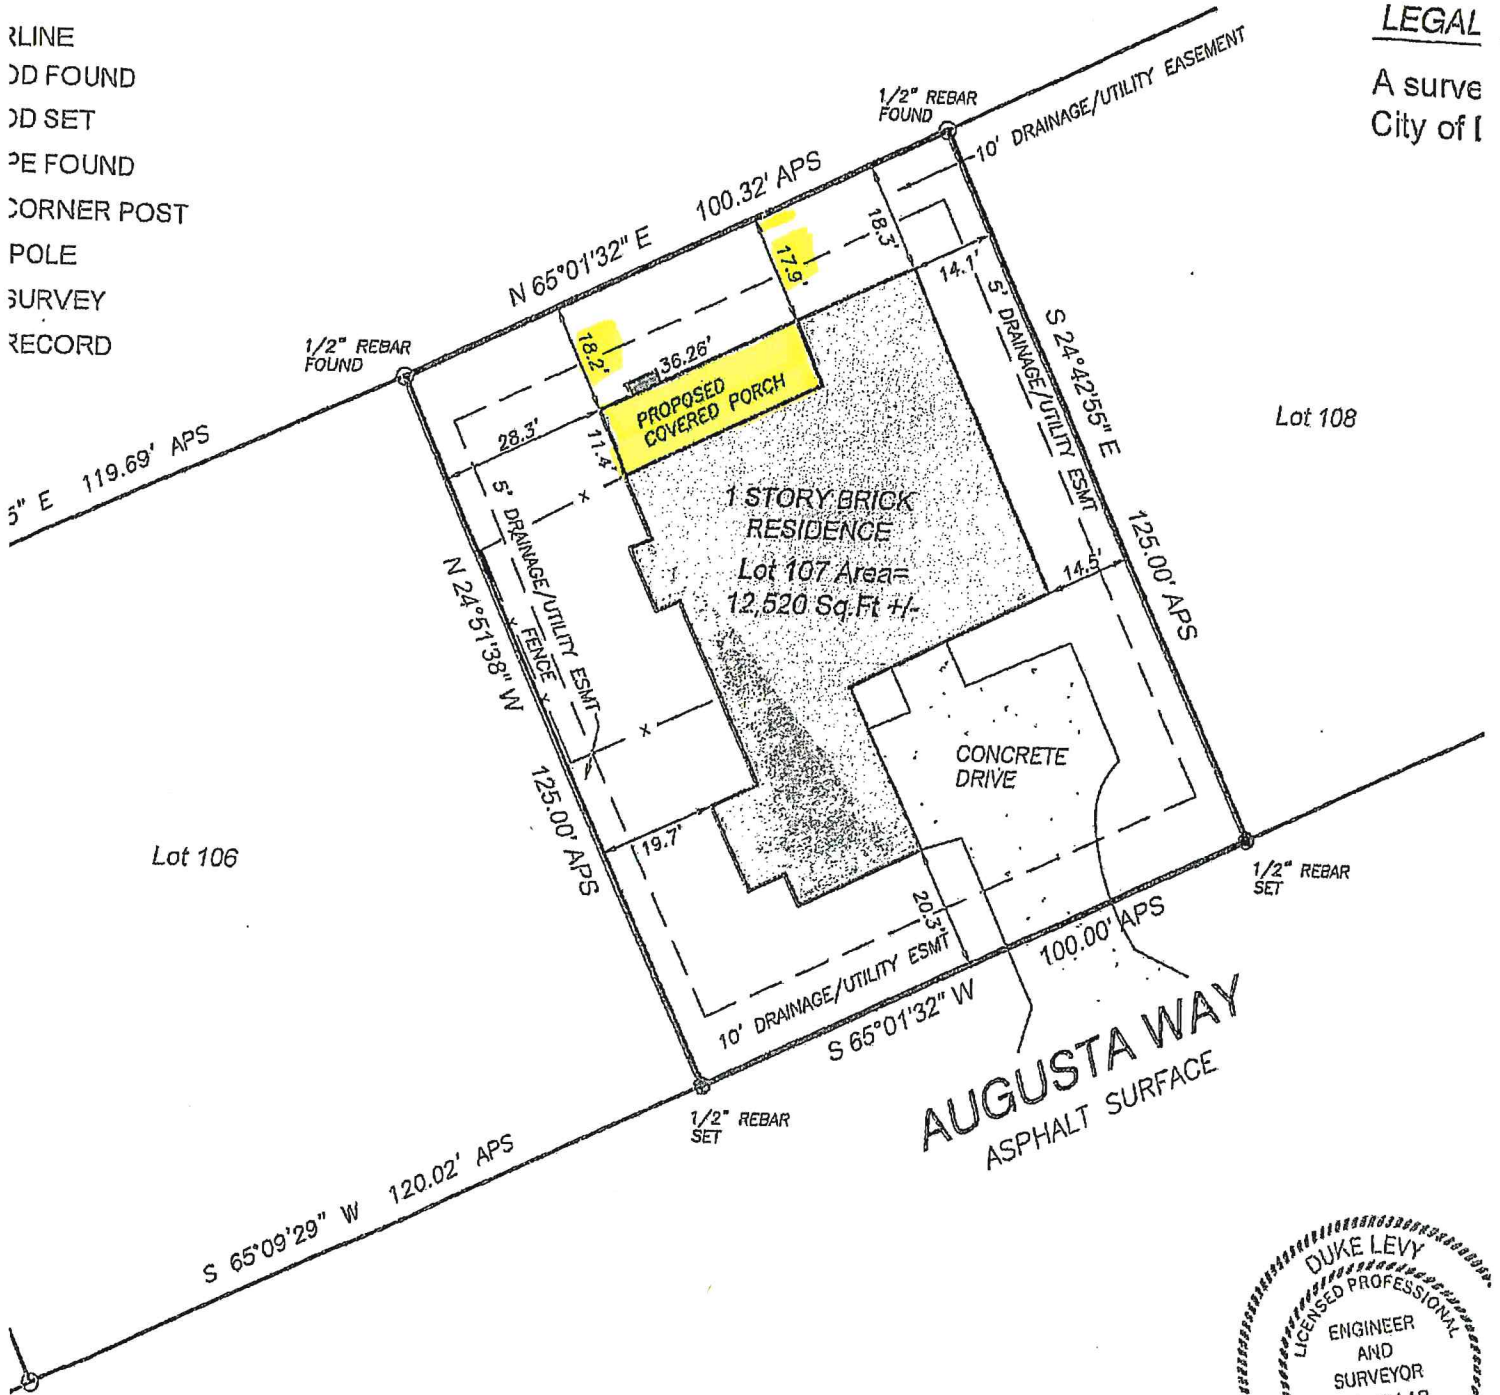 RLINE
OD FOUND
OD SET
PE FOUND
CORNER POST
POLE
SURVEY
RECORD
LEGAL
A surve
City of
1/2" REBAR
FOUND
10' DRAINAGE/UTILITY EASEMENT
N 65°01'32" E 100.32' APS
18.3'
17.9'
14.1'
1/2" REBAR
FOUND
18.2'
36.26'
PROPOSED
COVERED PORCH
28.3'
11.4'
5' DRAINAGE/UTILITY ESMT
S 24°42'55" E 125.00' APS
Lot 108
5" E 119.69' APS
1 STORY BRICK
RESIDENCE
Lot 107 Area=
12,520 Sq.Ft +/-
14.5'
5' DRAINAGE/UTILITY ESMT
X
FENCE
X
X
X
X
N 24°51'38" W 125.00' APS
CONCRETE
DRIVE
19.7'
Lot 106
1/2" REBAR
SET
20.3'
10' DRAINAGE/UTILITY ESMT
S 65°01'32" W 100.00' APS
AUGUSTA WAY
ASPHALT SURFACE
1/2" REBAR
SET
S 65°09'29" W 120.02' APS
DUKE LEVY
LICENSED PROFESSIONAL
ENGINEER
AND
SURVEYOR